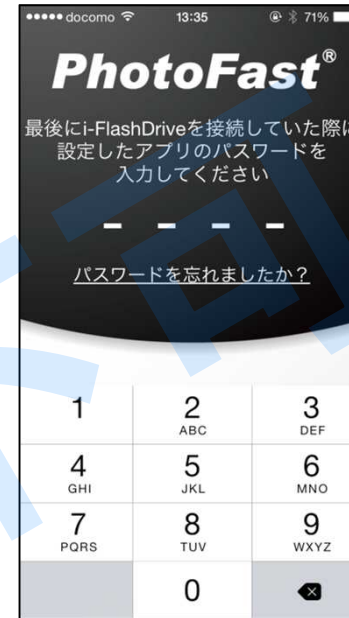 docomo 13:35 71%
PhotoFast®
最後にi-FlashDriveを接続していた際に
設定したアプリのパスワードを
入力してください
パスワードを忘れましたか？
1 2 3
ABC DEF
4 5 6
GHI JKL MNO
7 8 9
PQRS TUV WXYZ
0